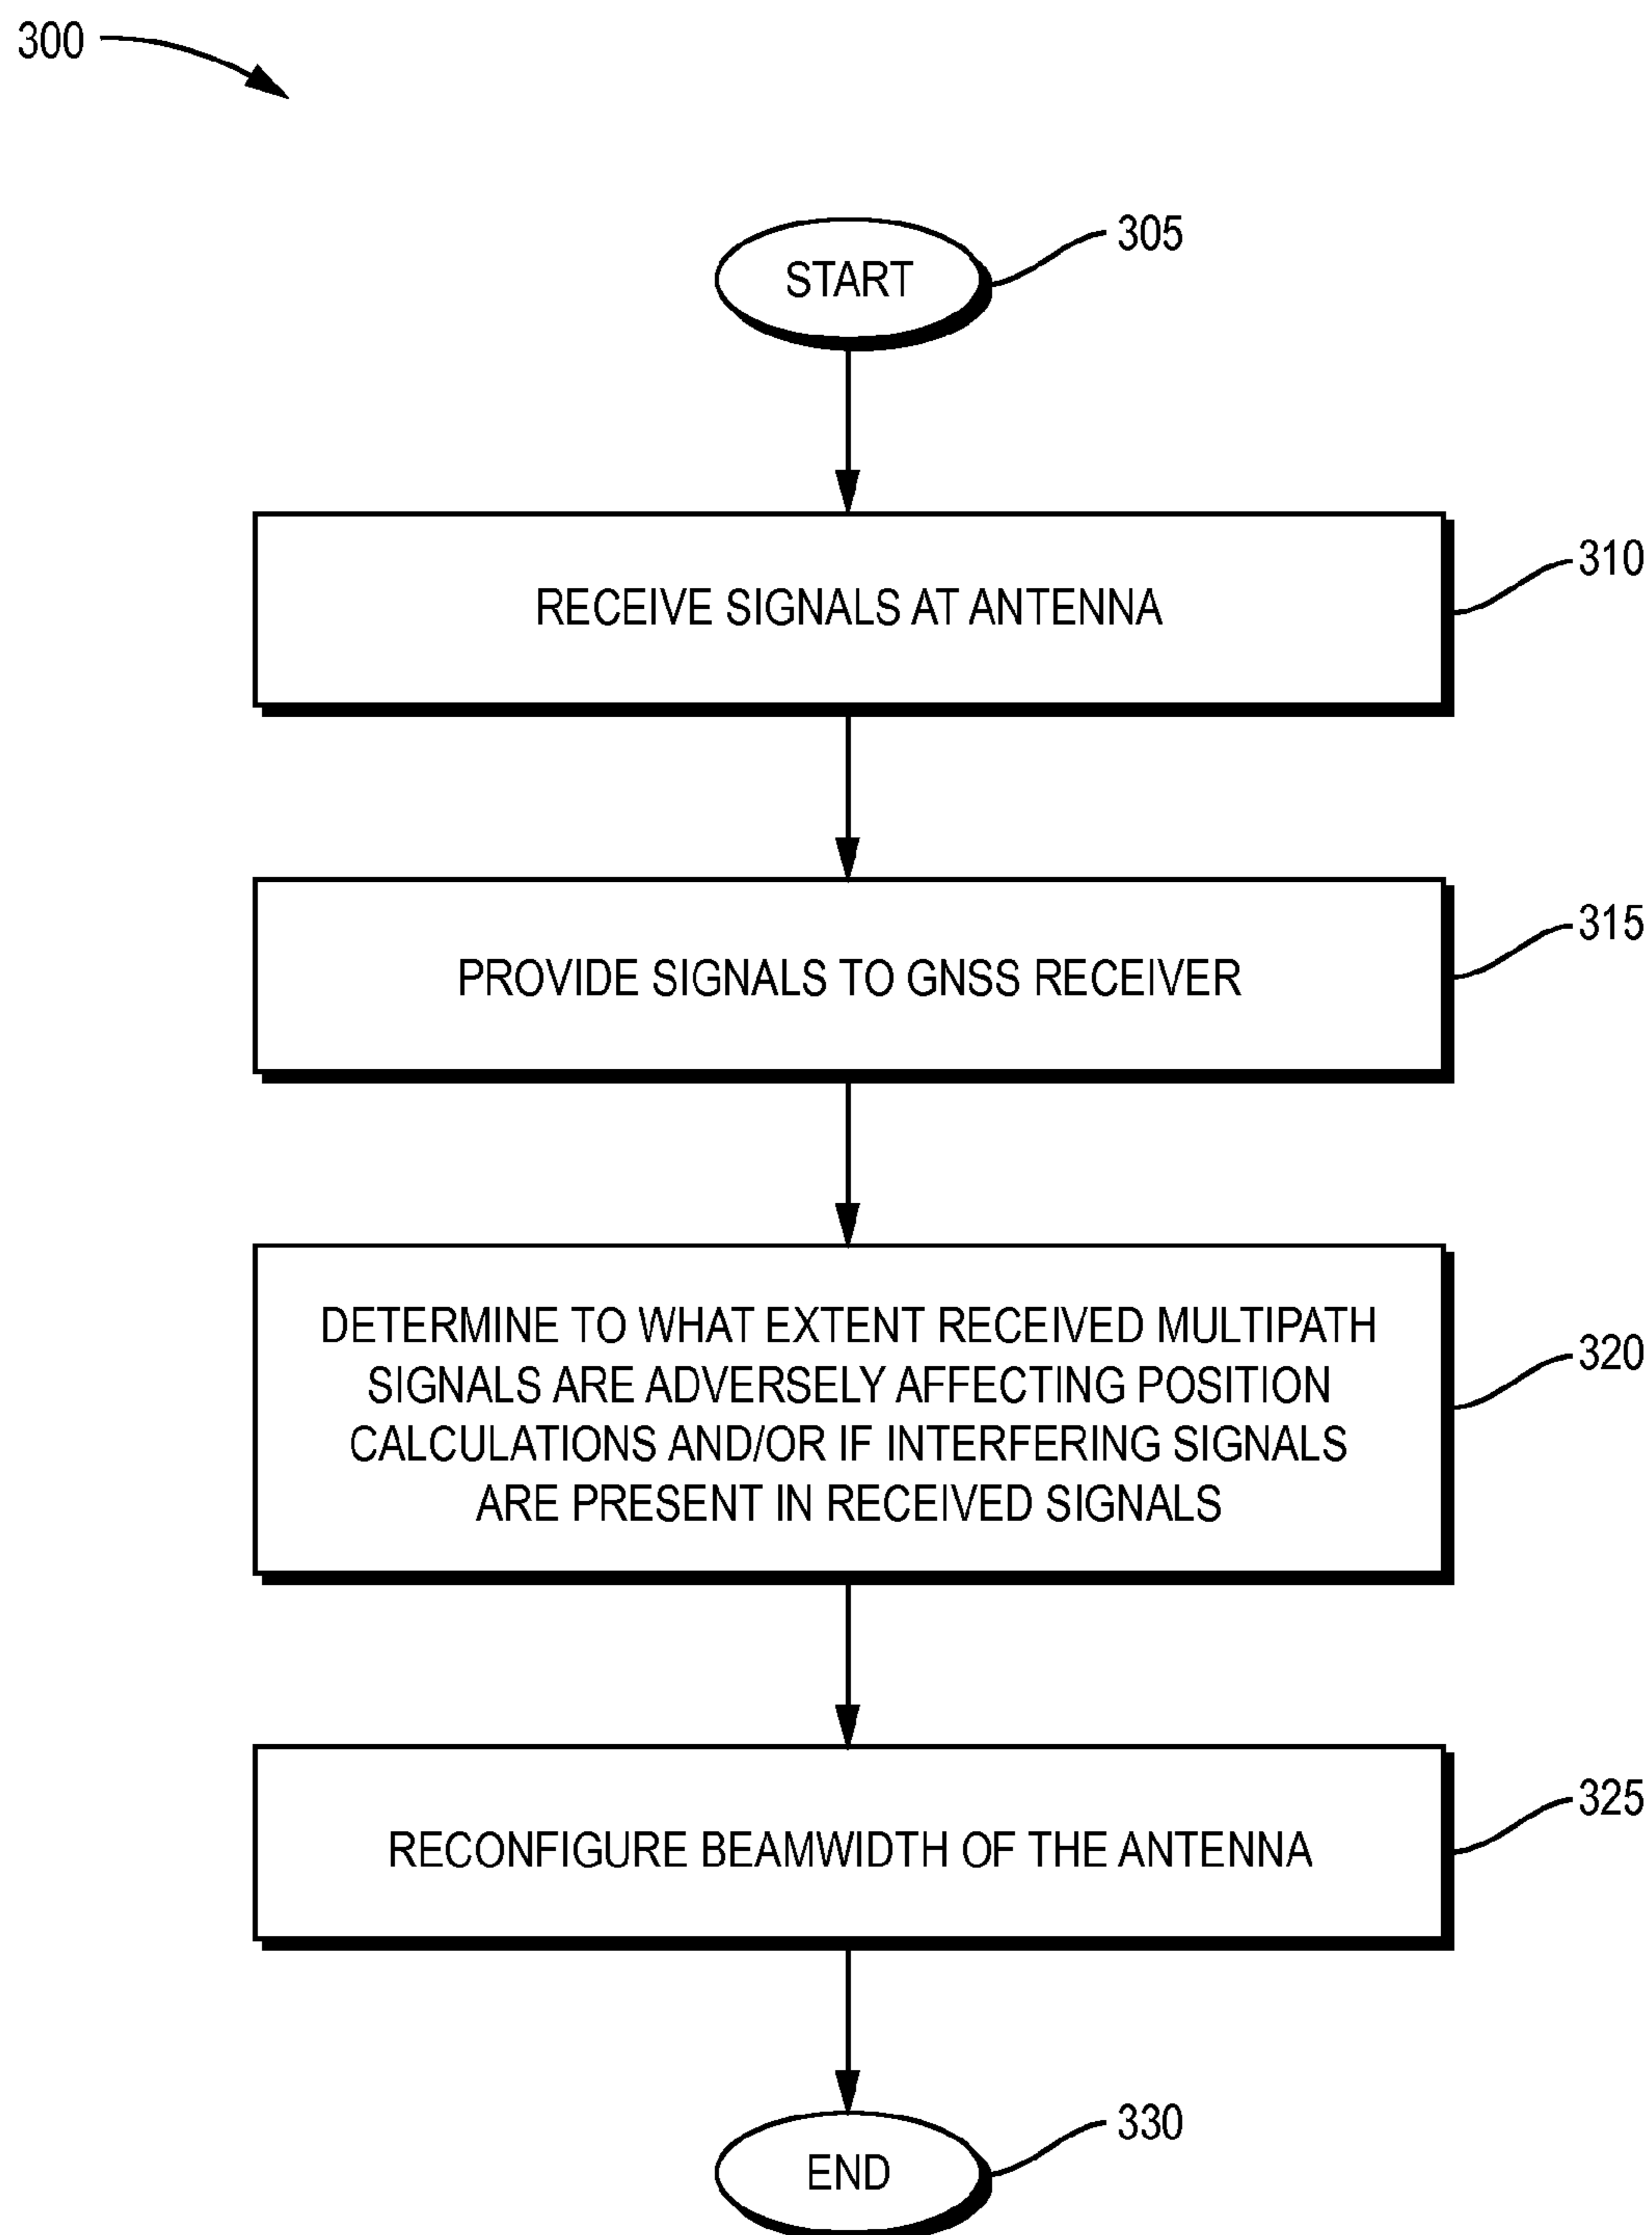 300
START
305
RECEIVE SIGNALS AT ANTENNA
310
PROVIDE SIGNALS TO GNSS RECEIVER
315
DETERMINE TO WHAT EXTENT RECEIVED MULTIPATH
SIGNALS ARE ADVERSELY AFFECTING POSITION
CALCULATIONS AND/OR IF INTERFERING SIGNALS
ARE PRESENT IN RECEIVED SIGNALS
320
RECONFIGURE BEAMWIDTH OF THE ANTENNA
325
END
330